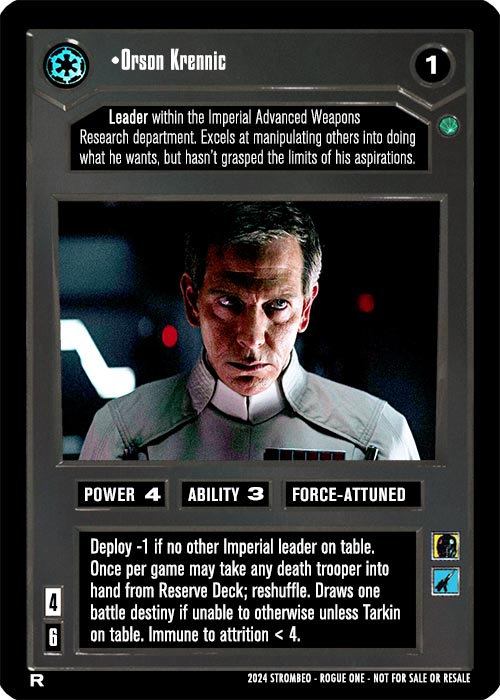 •Orson Krennic
1
Leader within the Imperial Advanced Weapons
Research department. Excels at manipulating others into doing
what he wants, but hasn't grasped the limits of his aspirations.
POWER 4 ABILITY 3 FORCE-ATTUNED
Deploy -1 if no other Imperial leader on table.
Once per game may take any death trooper into
hand from Reserve Deck; reshuffle. Draws one
battle destiny if unable to otherwise unless Tarkin
on table. Immune to attrition < 4.
4
6
R
2024 STROMBEO - ROGUE ONE - NOT FOR SALE OR RESALE